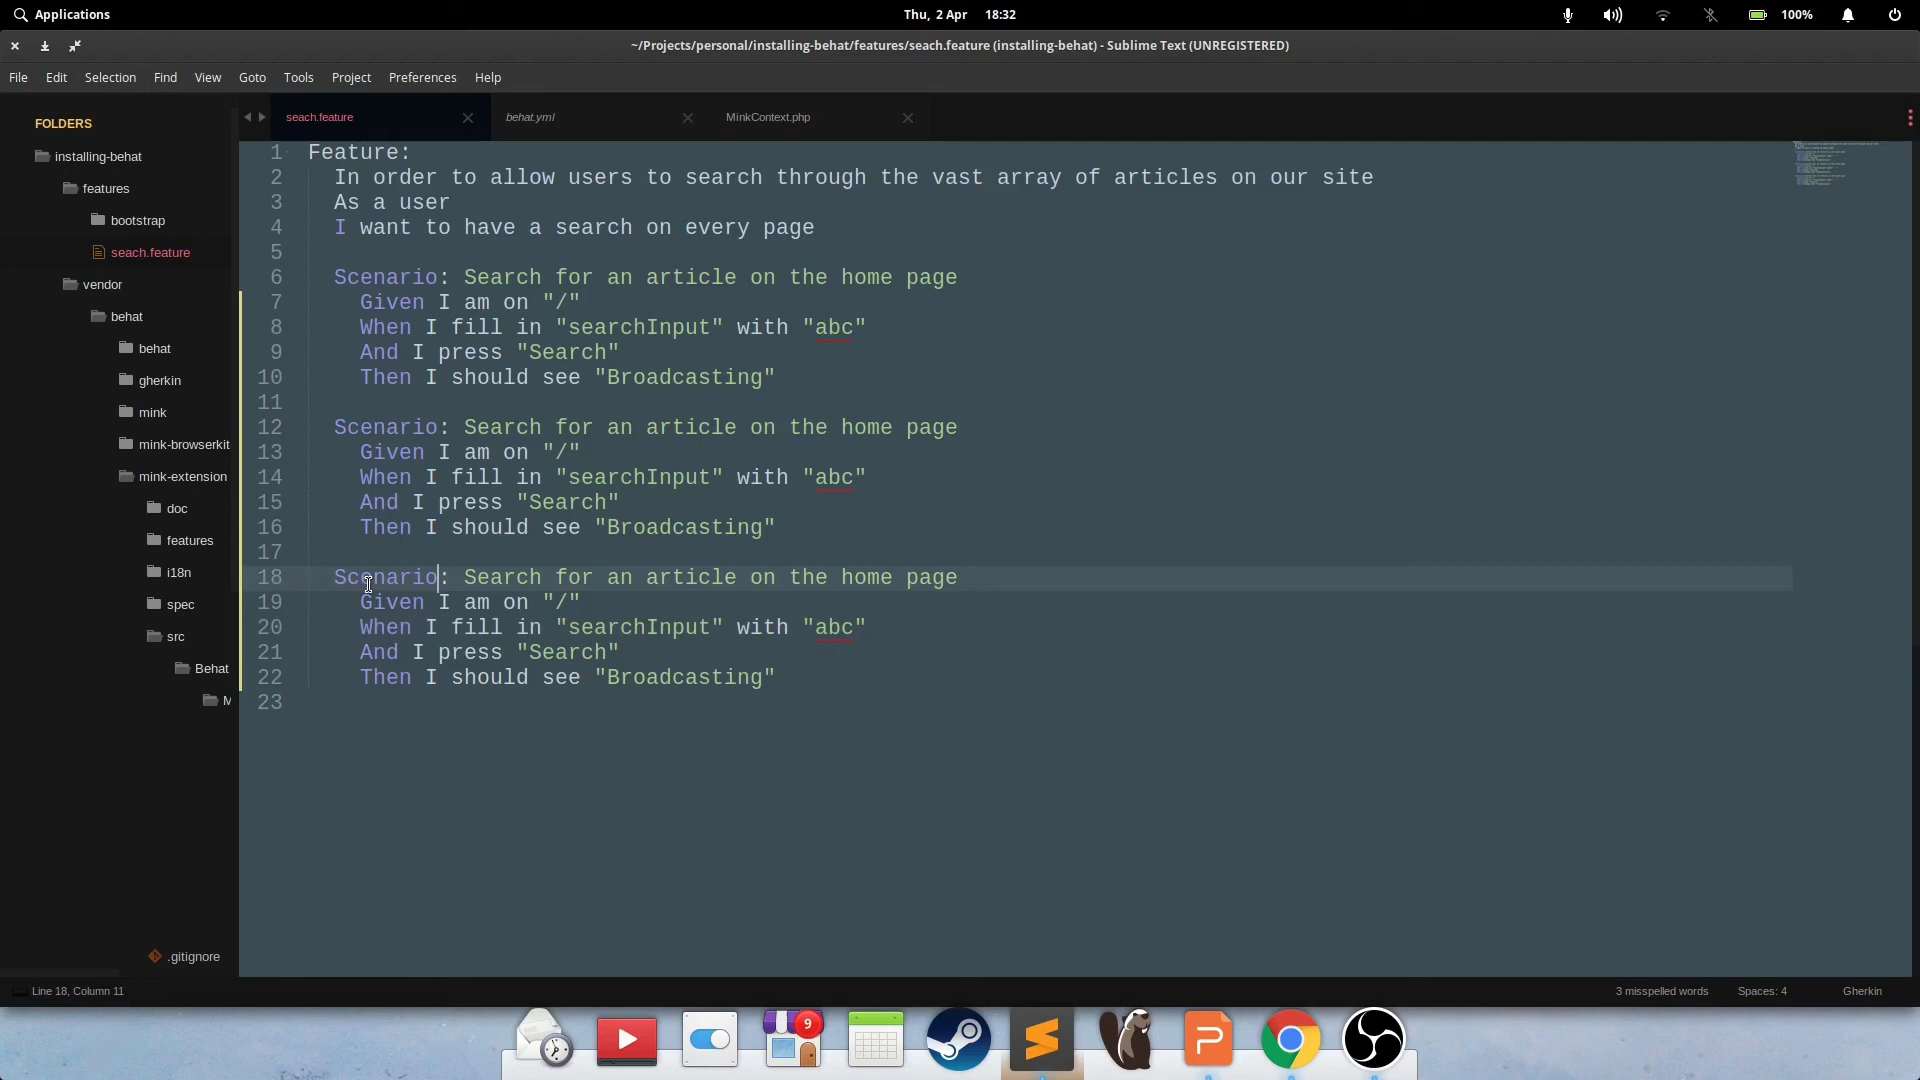 Applications
Thu, 2 Apr 18:32
100%
~/Projects/personal/installing-behat/features/seach.feature (installing-behat) - Sublime Text (UNREGISTERED)
File Edit Selection Find View Goto Tools Project Preferences Help
FOLDERS
installing-behat
features
bootstrap
seach.feature
vendor
behat
behat
gherkin
mink
mink-browserkit
mink-extension
doc
features
i18n
spec
src
Behat
M
.gitignore
seach.feature
behat.yml
MinkContext.php
1 Feature:
2 In order to allow users to search through the vast array of articles on our site
3 As a user
4 I want to have a search on every page
5
6 Scenario: Search for an article on the home page
7 Given I am on "/"
8 When I fill in "searchInput" with "abc"
9 And I press "Search"
10 Then I should see "Broadcasting"
11
12 Scenario: Search for an article on the home page
13 Given I am on "/"
14 When I fill in "searchInput" with "abc"
15 And I press "Search"
16 Then I should see "Broadcasting"
17
18 Scenario: Search for an article on the home page
19 Given I am on "/"
20 When I fill in "searchInput" with "abc"
21 And I press "Search"
22 Then I should see "Broadcasting"
23
Line 18, Column 11
3 misspelled words
Spaces: 4
Gherkin
9